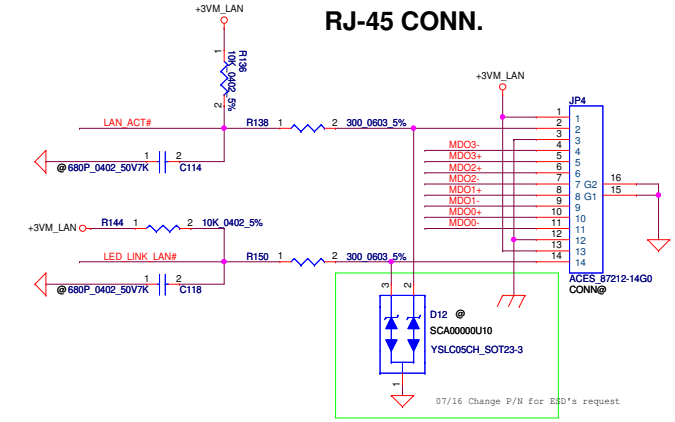 RJ-45 CONN.
+3VM_LAN
1
R136
10K_0402_5%
2
+3VM_LAN
JP4
LAN_ACT#
R138 1 2 300_0603_5%
@ 680P_0402_50V7K 1 2 C114
1 1
2 2
3 3
MDO3- 4 4
MDO3+ 5 5
MDO2+ 6 6
MDO2- 7 7 G2 16
MDO1+ 8 8 G1 15
MDO1- 9 9
MDO0+ 10 10
MDO0- 11 11
12 12
13 13
14 14
ACES_87212-14G0
CONN@
+3VM_LAN R144 1 2 10K_0402_5%
LED_LINK_LAN# R150 1 2 300_0603_5%
@ 680P_0402_50V7K 1 2 C118
3 2
D12 @
SCA00000U10
YSLC05CH_SOT23-3
1
07/16 Change P/N for ESD's request